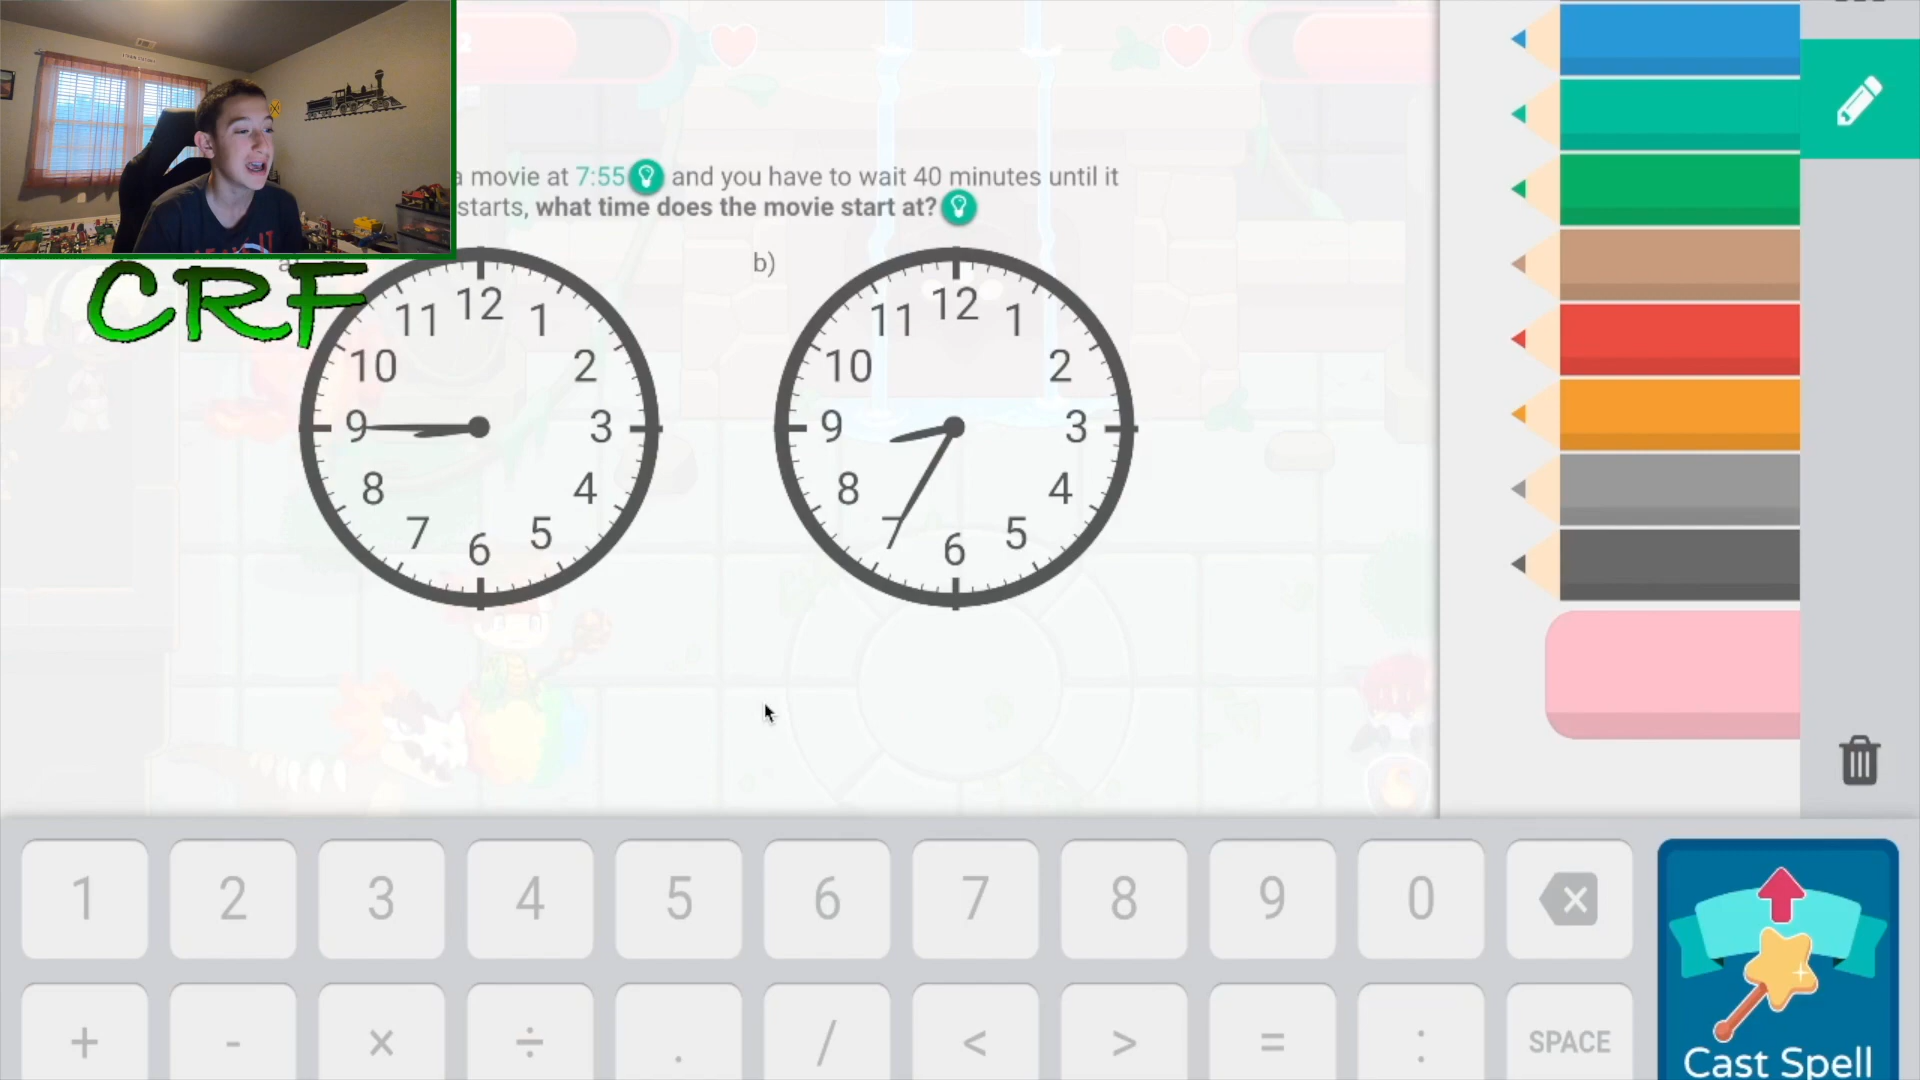 a movie at 7:55 and you have to wait 40 minutes until it
starts, what time does the movie start at?
CRF
b)
12
11 1
10 2
9 3
8 4
7 5
6
12
11 1
10 2
9 3
8 4
7 5
6
1 2 3 4 5 6 7 8 9 0
+ - × ÷ . / < > = : SPACE
Cast Spell